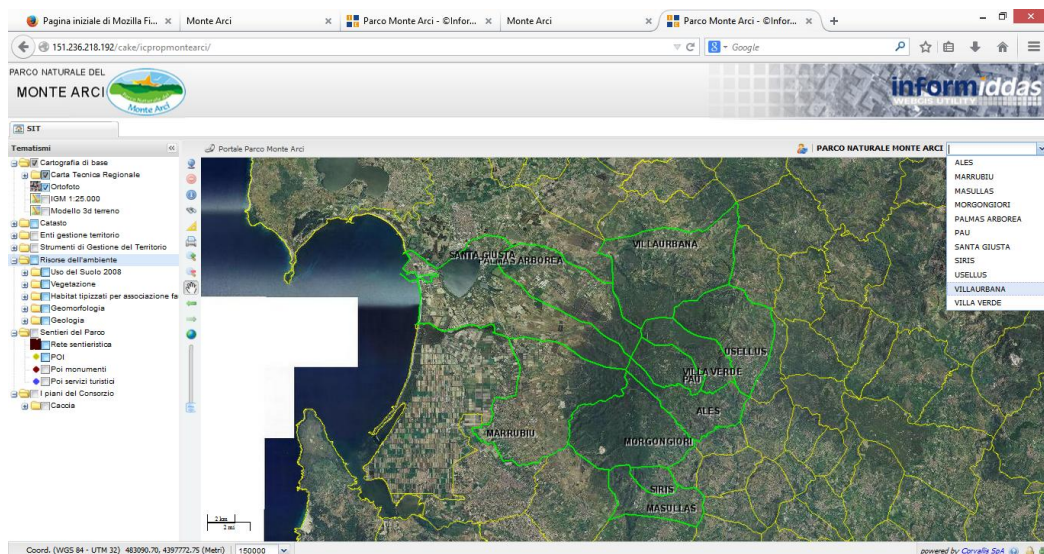 Pagina iniziale di Mozilla Fi... × Monte Arci × Parco Monte Arci - ©Infor... × Monte Arci × Parco Monte Arci - ©Infor... × +
151.236.218.192/cake/icpropmontearci/ Google
PARCO NATURALE DEL
MONTE ARCI
Monte Arci
informiddas
WEBGIS UTILITY
SIT
Tematismi
Portale Parco Monte Arci
PARCO NATURALE MONTE ARCI
Cartografia di base
Carta Tecnica Regionale
Ortofoto
IGM 1:25.000
Modello 3d terreno
Catasto
Enti gestione territorio
Strumenti di Gestione del Territorio
Risorse dell'ambiente
Uso del Suolo 2008
Vegetazione
Habitat tipizzati per associazione fa
Geomorfologia
Geologia
Sentieri del Parco
Rete sentieristica
POI
Poi monumenti
Poi servizi turistici
I piani del Consorzio
Caccia
VILLAURBANA
SANTA GIUSTA
PALMAS ARBOREA
USELLUS
VILLA VERDE
PAU
ALES
MARRUBIU
MORGONGIORI
SIRIS
MASULLAS
ALES
MARRUBIU
MASULLAS
MORGONGIORI
PALMAS ARBOREA
PAU
SANTA GIUSTA
SIRIS
USELLUS
VILLAURBANA
VILLA VERDE
2 km
2 mi
Coord. (WGS 84 - UTM 32) 483090.70, 4397772.75 (Metri) 150000
powered by Corvallis SpA